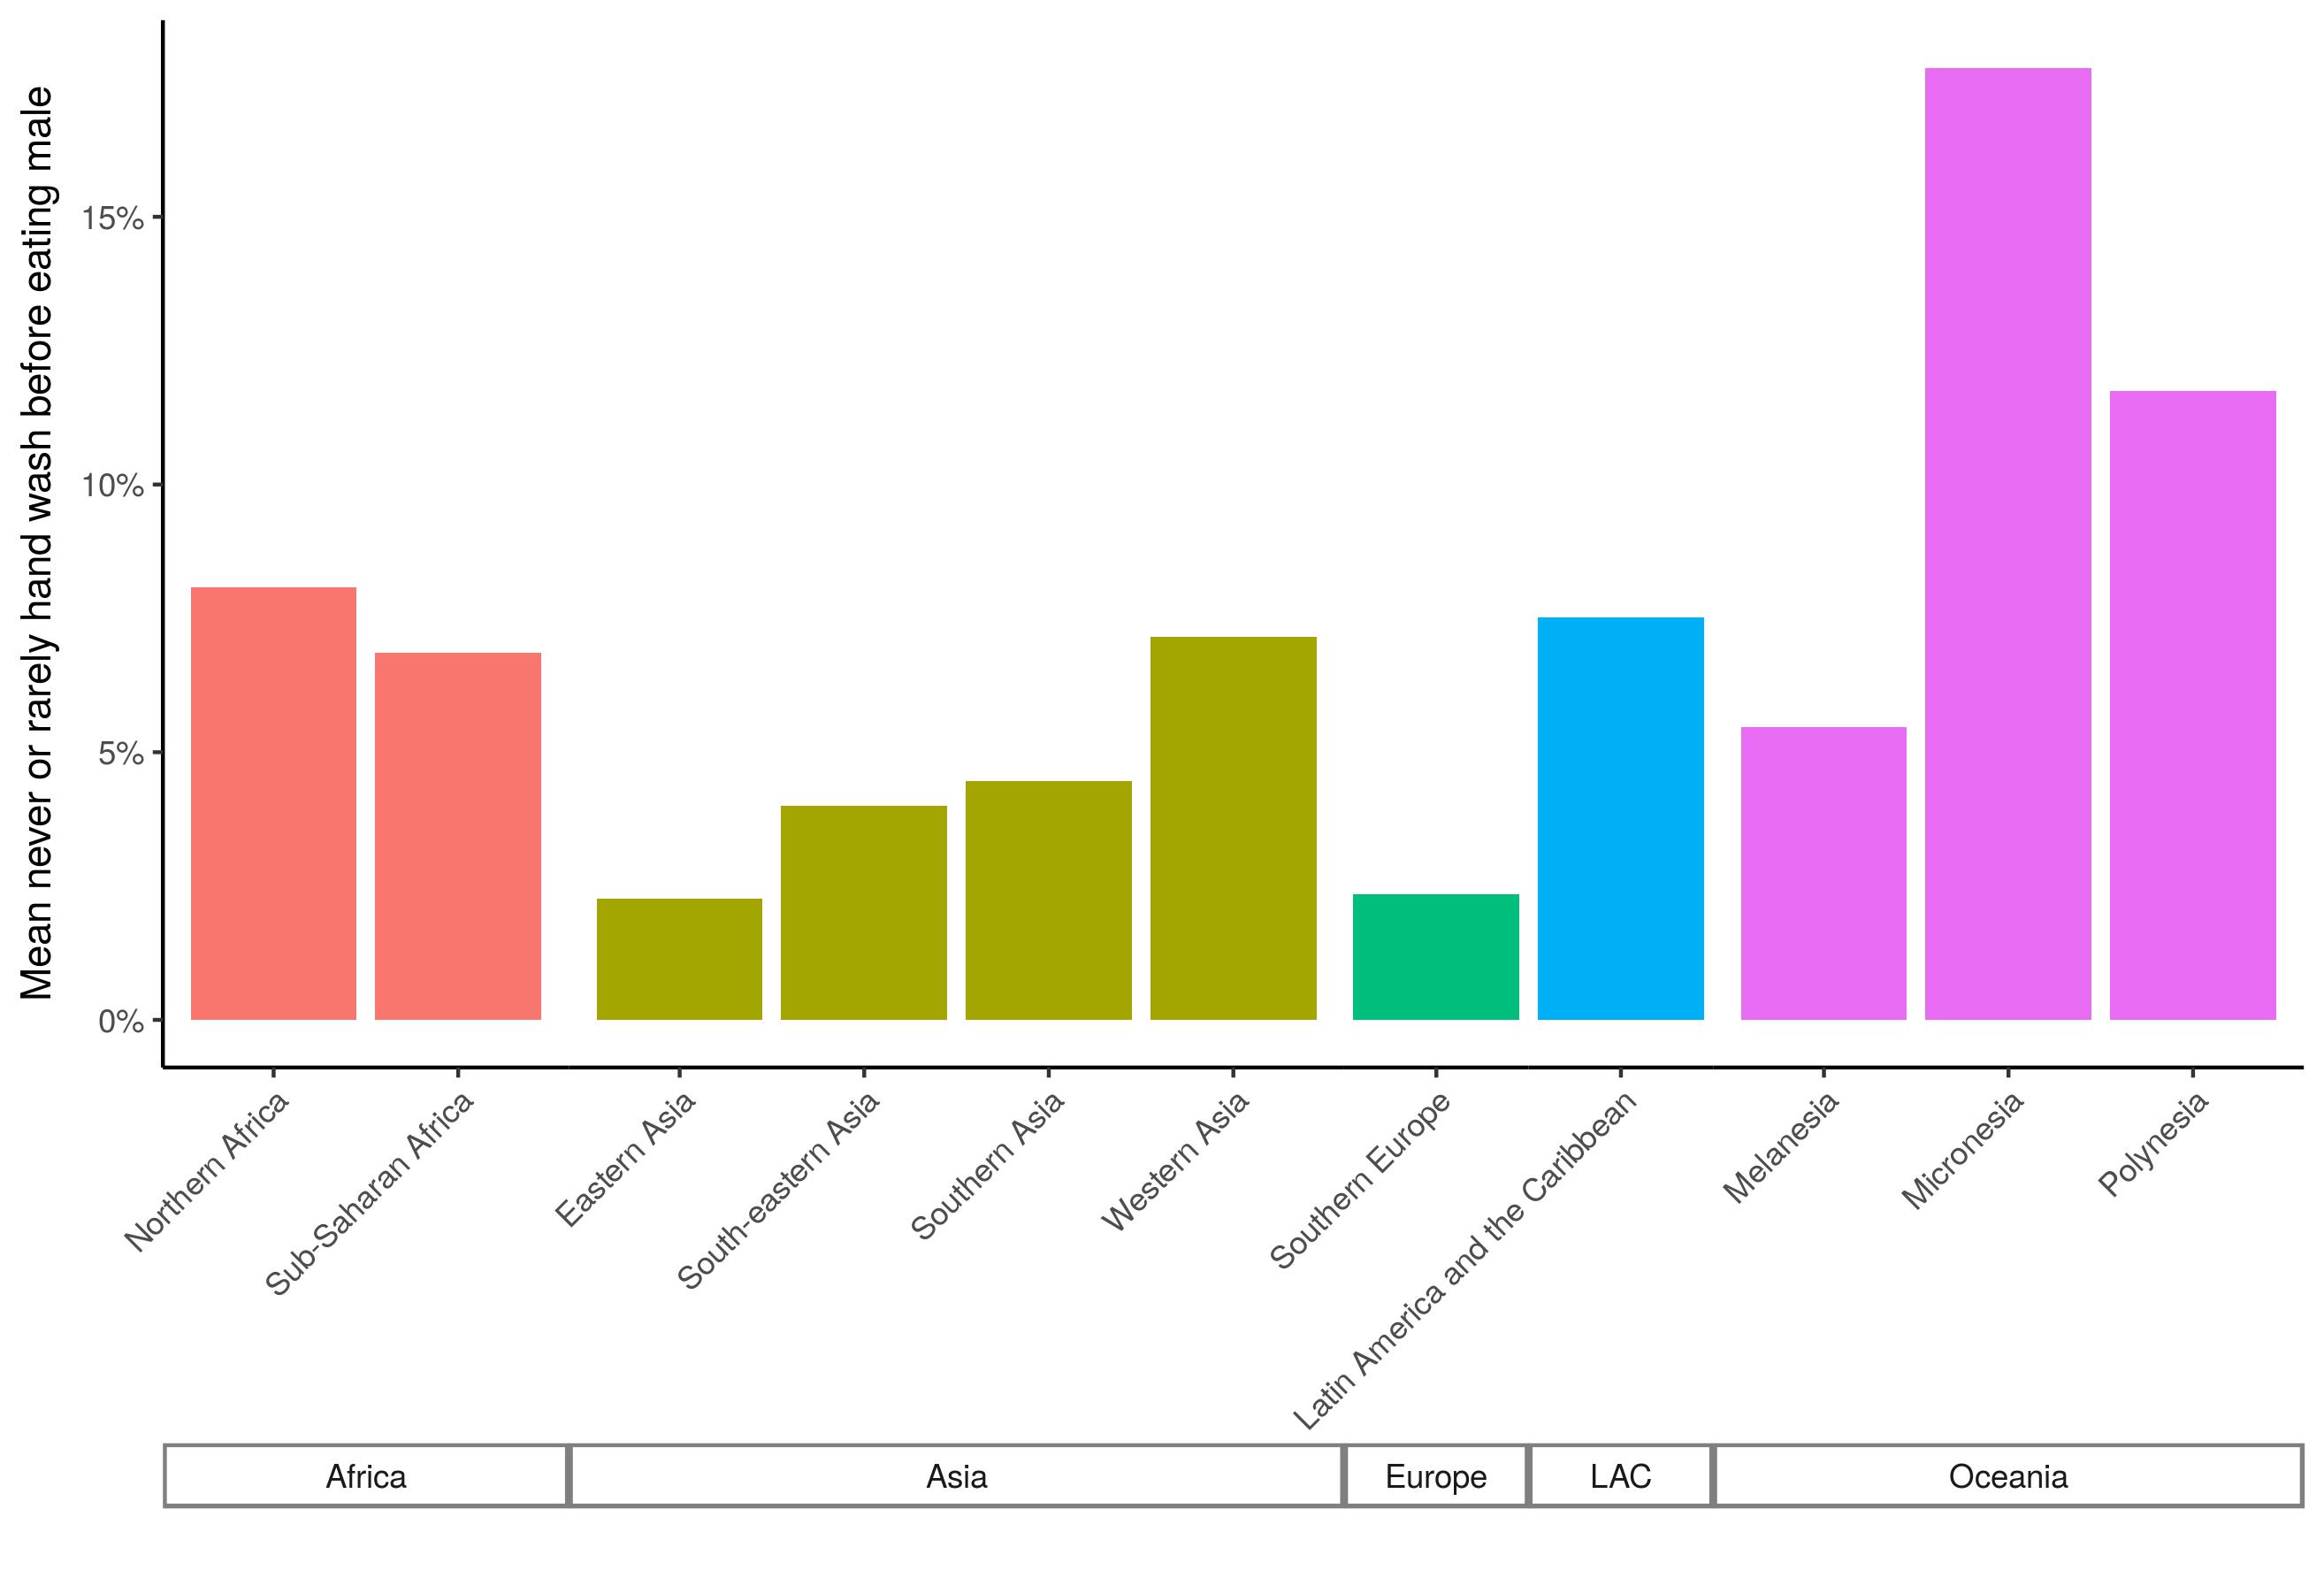 Mean never or rarely hand wash before eating male
15%
10%
5%
0%
Northern Africa
Sub-Saharan Africa
Eastern Asia
South-eastern Asia
Southern Asia
Western Asia
Southern Europe
Latin America and the Caribbean
Melanesia
Micronesia
Polynesia
Africa
Asia
Europe
LAC
Oceania